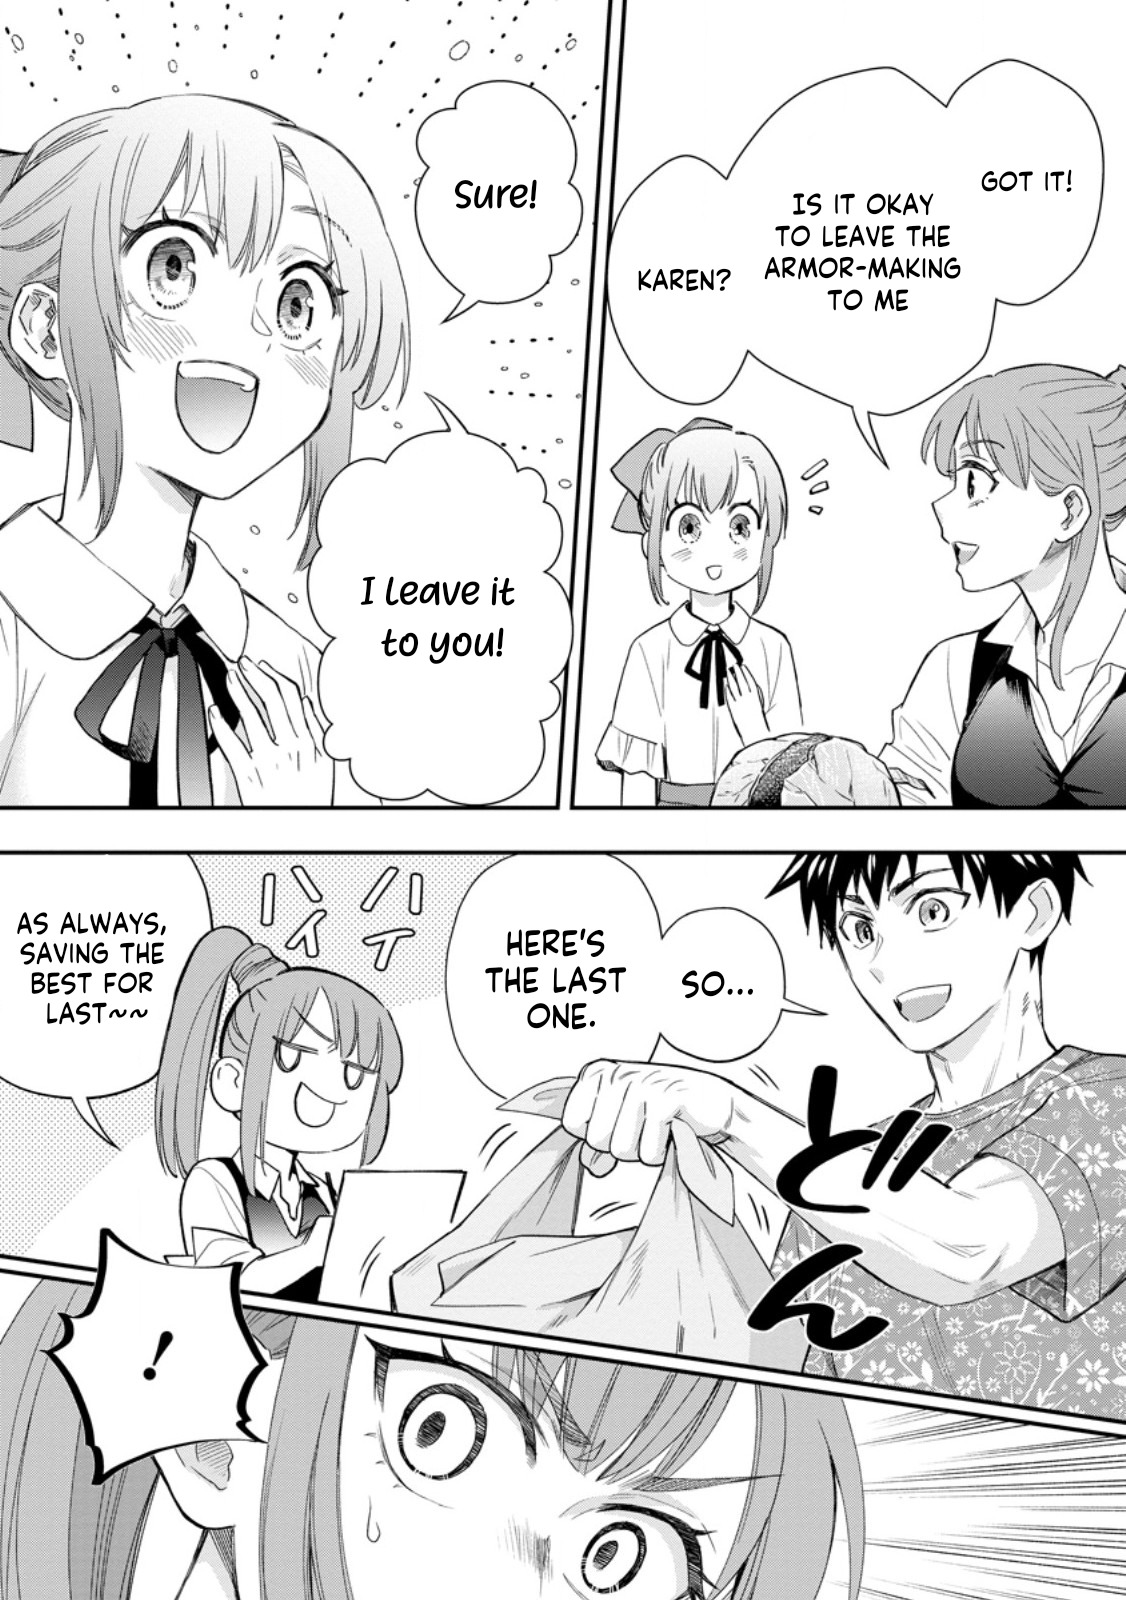 GOT IT!
IS IT OKAY
TO LEAVE THE
ARMOR-MAKING
TO ME
KAREN?
Sure!
I leave it
to you!
SO...
HERE'S
THE LAST
ONE.
どん
ハイ
ハイ
AS ALWAYS,
SAVING THE
BEST FOR
LAST~~
!